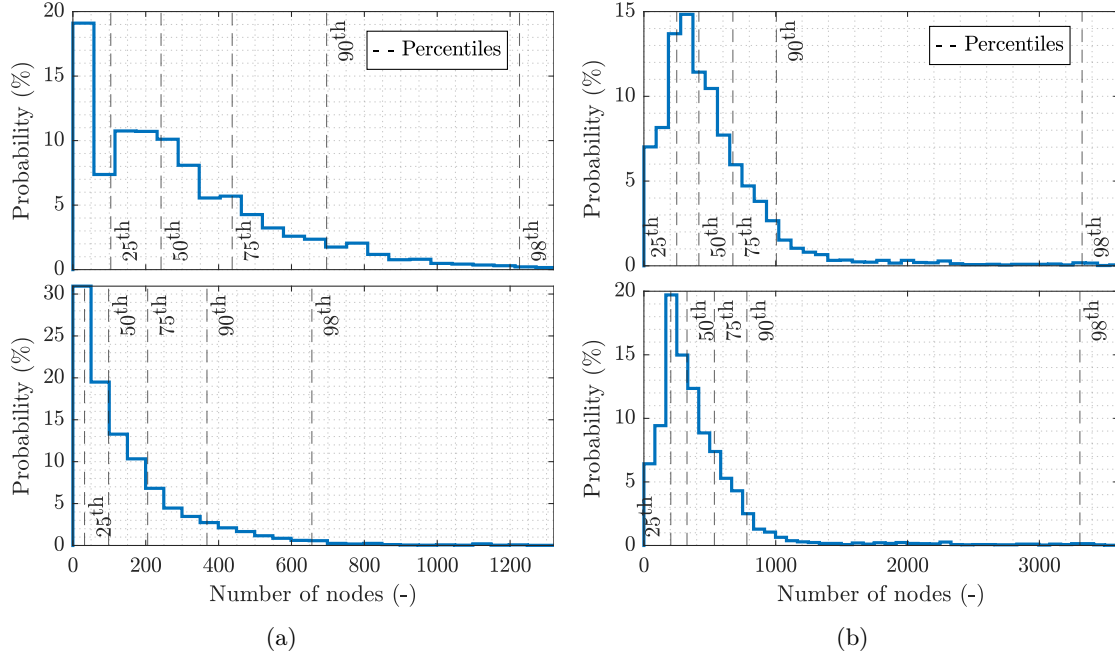 20
15
10
5
0
Probability (%)
25th
50th
75th
90th
98th
Percentiles
0
5
10
15
20
25
30
Probability (%)
25th
50th
75th
90th
98th
0
200
400
600
800
1000
1200
Number of nodes (-)
(a)
15
10
5
0
Probability (%)
25th
50th
75th
90th
98th
Percentiles
20
15
10
5
0
Probability (%)
25th
50th
75th
90th
98th
0
1000
2000
3000
Number of nodes (-)
(b)